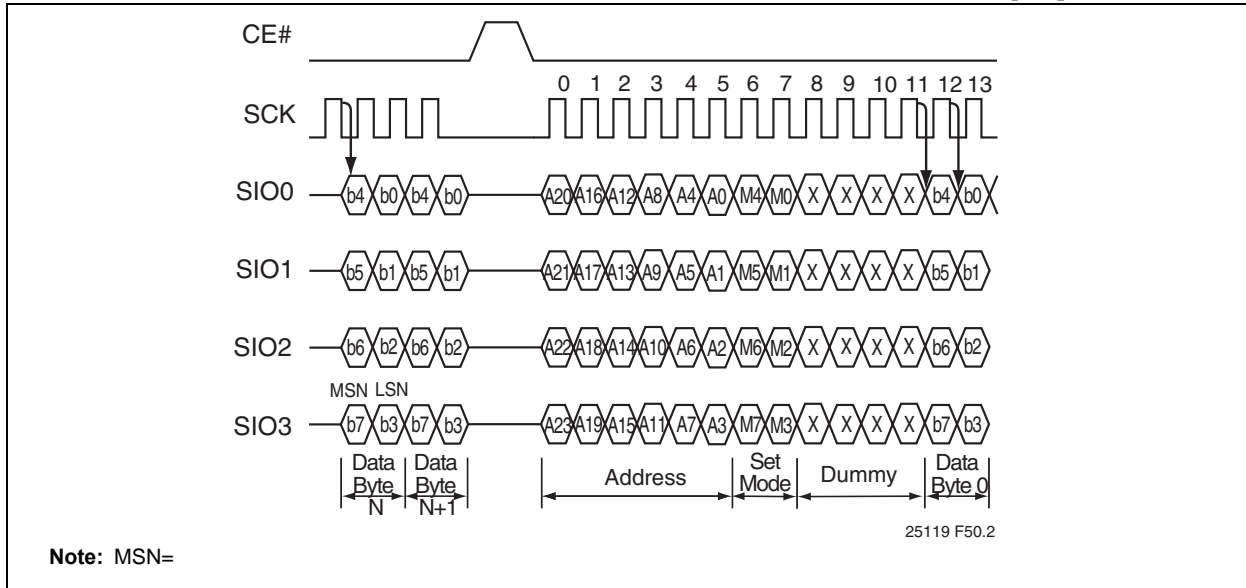 CE#
0 1 2 3 4 5 6 7 8 9 10 11 12 13
SCK
SIO0 b4 b0 b4 b0 A20 A16 A12 A8 A4 A0 M4 M0 X X X X b4 b0
SIO1 b5 b1 b5 b1 A21 A17 A13 A9 A5 A1 M5 M1 X X X X b5 b1
SIO2 b6 b2 b6 b2 A22 A18 A14 A10 A6 A2 M6 M2 X X X X b6 b2
MSN LSN
SIO3 b7 b3 b7 b3 A23 A19 A15 A11 A7 A3 M7 M3 X X X X b7 b3
Data Byte N
Data Byte N+1
Address
Set Mode
Dummy
Data Byte 0
25119 F50.2
Note: MSN=